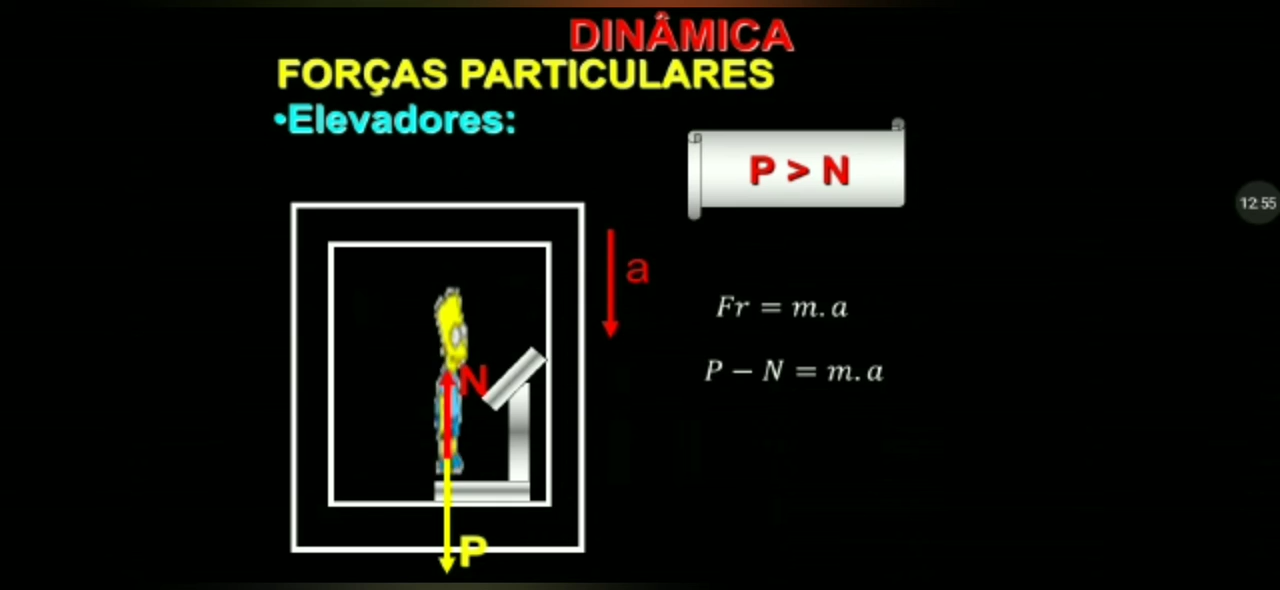 DINÂMICA
FORÇAS PARTICULARES
•Elevadores:
P > N
12:55
a
Fr = m. a
N
P − N = m. a
P